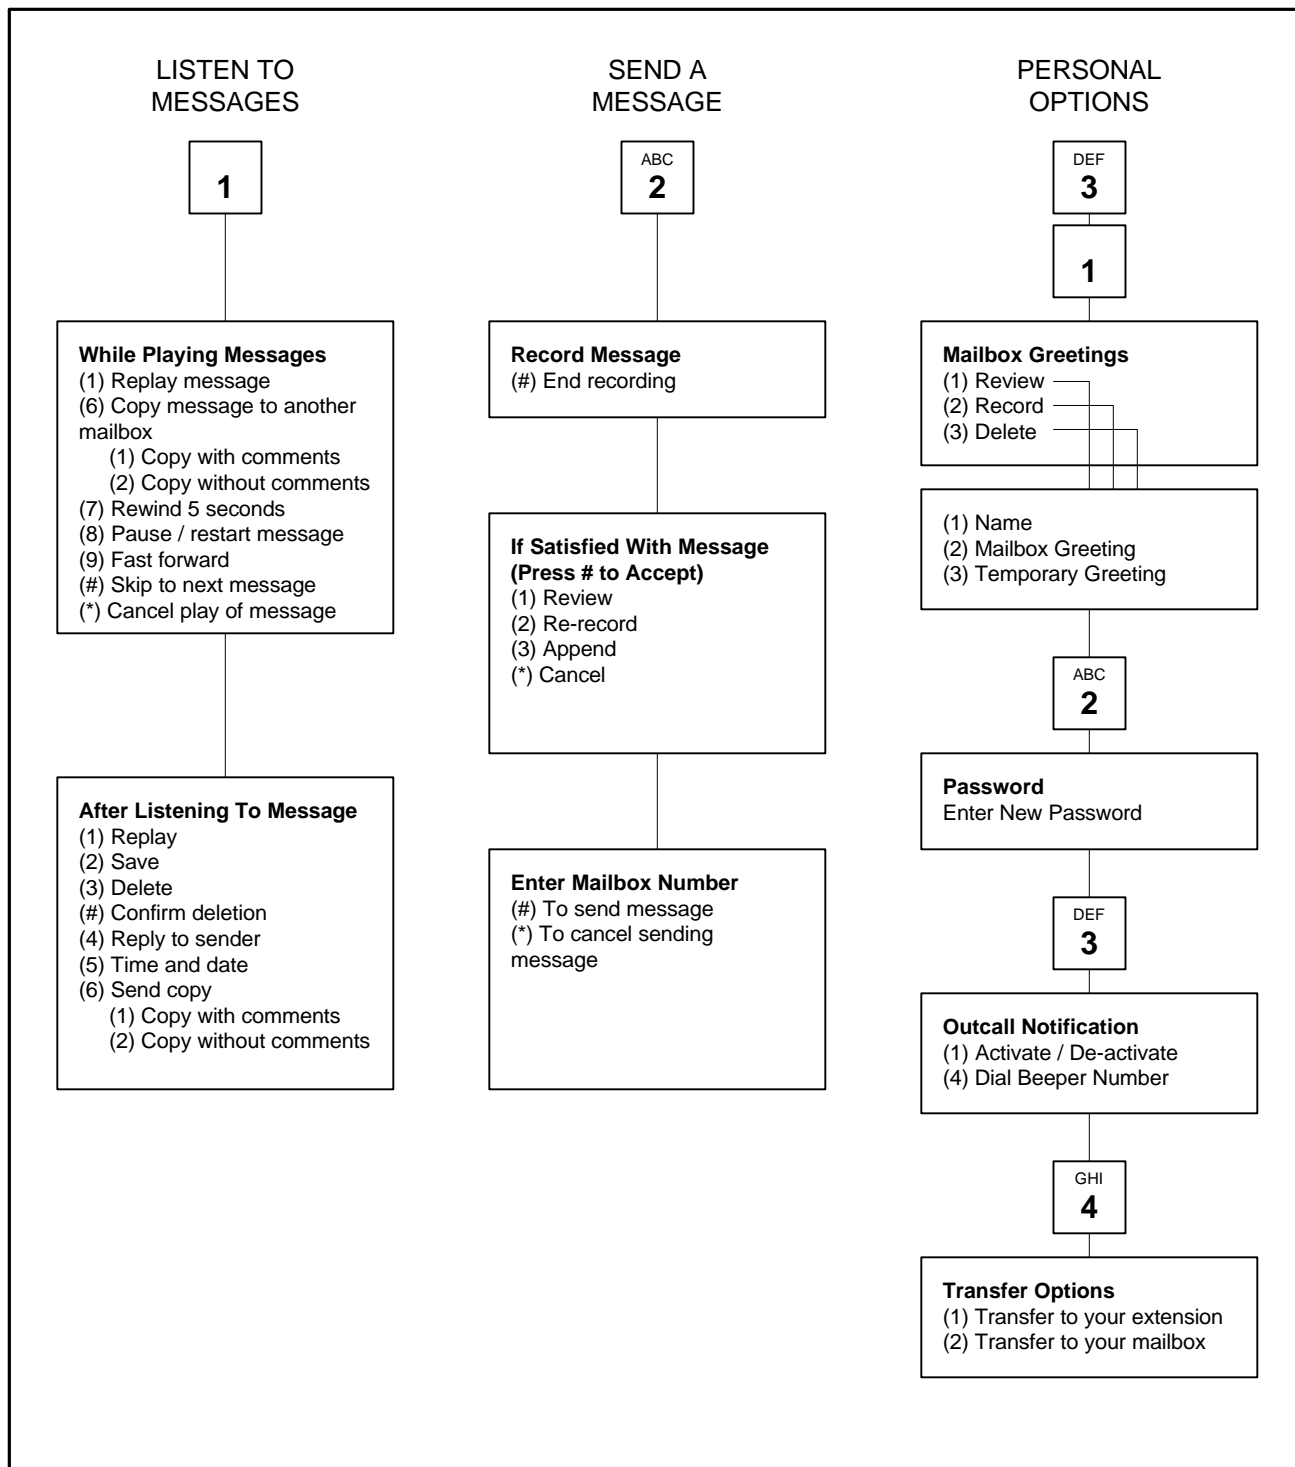 LISTEN TO
MESSAGES
1
While Playing Messages
(1) Replay message
(6) Copy message to another
mailbox
(1) Copy with comments
(2) Copy without comments
(7) Rewind 5 seconds
(8) Pause / restart message
(9) Fast forward
(#) Skip to next message
(*) Cancel play of message
After Listening To Message
(1) Replay
(2) Save
(3) Delete
(#) Confirm deletion
(4) Reply to sender
(5) Time and date
(6) Send copy
(1) Copy with comments
(2) Copy without comments
SEND A
MESSAGE
ABC
2
Record Message
(#) End recording
If Satisfied With Message
(Press # to Accept)
(1) Review
(2) Re-record
(3) Append
(*) Cancel
Enter Mailbox Number
(#) To send message
(*) To cancel sending
message
PERSONAL
OPTIONS
DEF
3
1
Mailbox Greetings
(1) Review
(2) Record
(3) Delete
(1) Name
(2) Mailbox Greeting
(3) Temporary Greeting
ABC
2
Password
Enter New Password
DEF
3
Outcall Notification
(1) Activate / De-activate
(4) Dial Beeper Number
GHI
4
Transfer Options
(1) Transfer to your extension
(2) Transfer to your mailbox